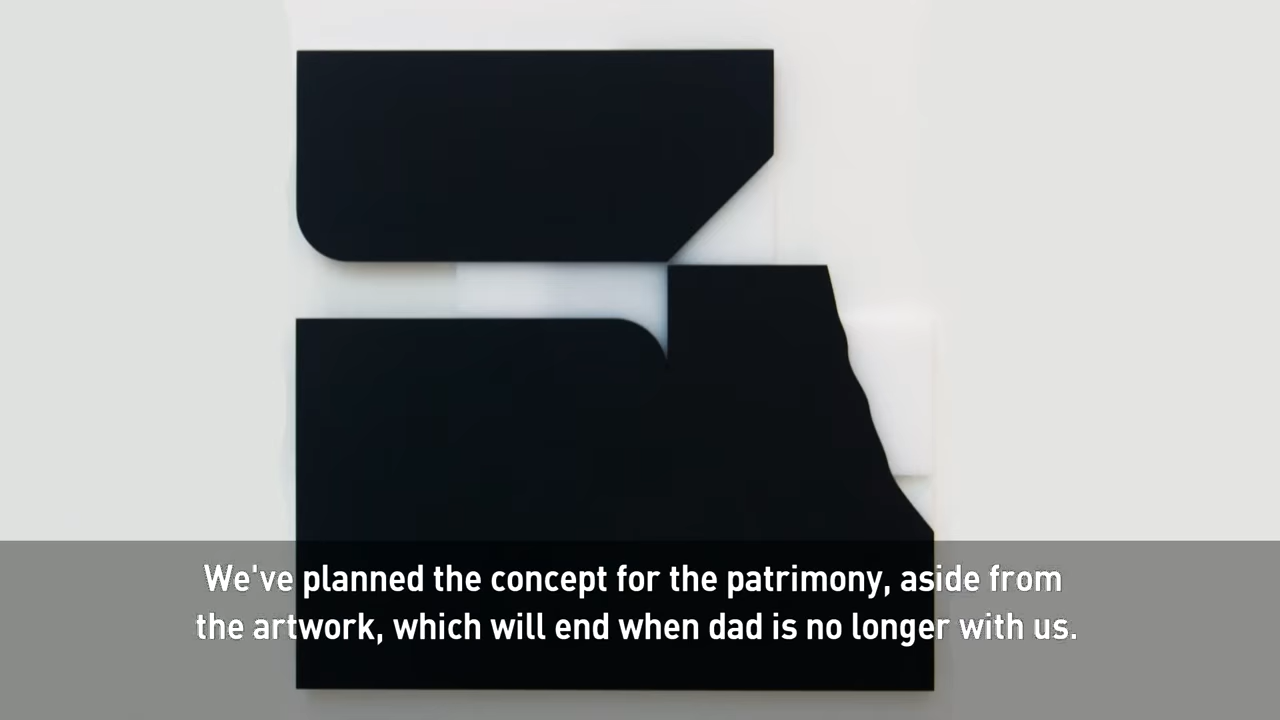 We've planned the concept for the patrimony, aside from
the artwork, which will end when dad is no longer with us.